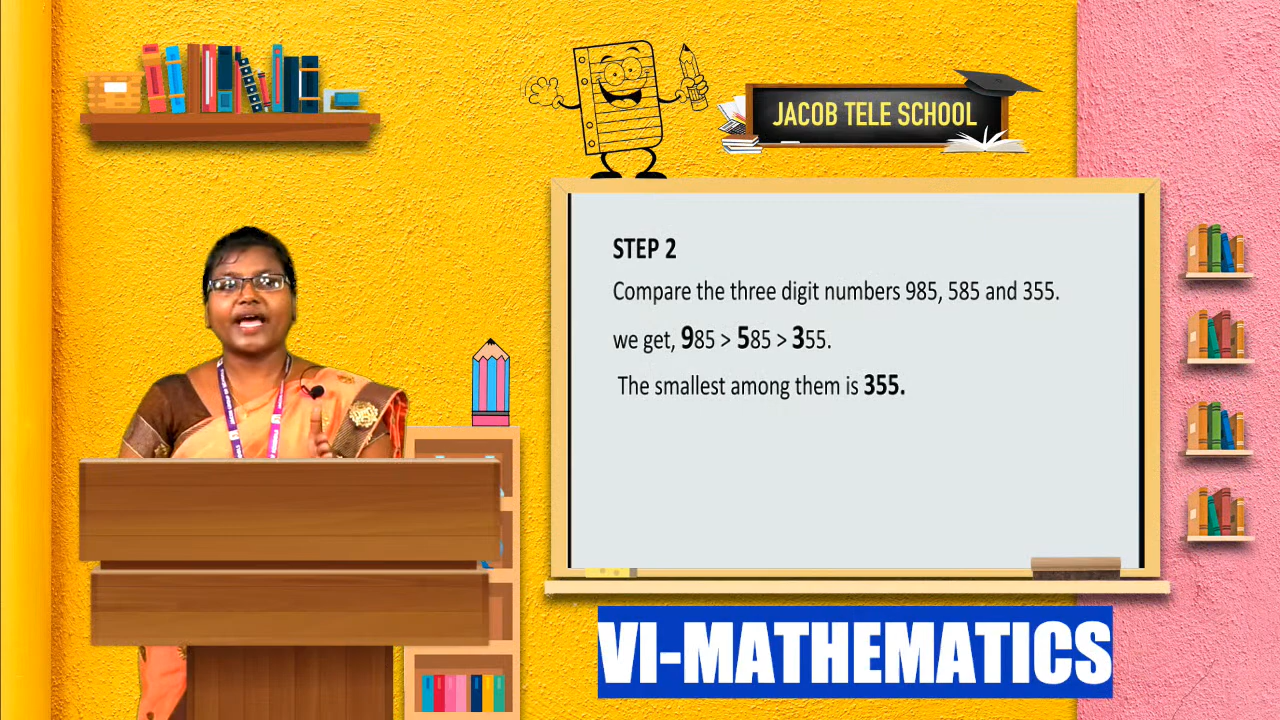 JACOB TELE SCHOOL
STEP 2
Compare the three digit numbers 985, 585 and 355.
we get, 985 > 585 > 355.
The smallest among them is 355.
VI-MATHEMATICS